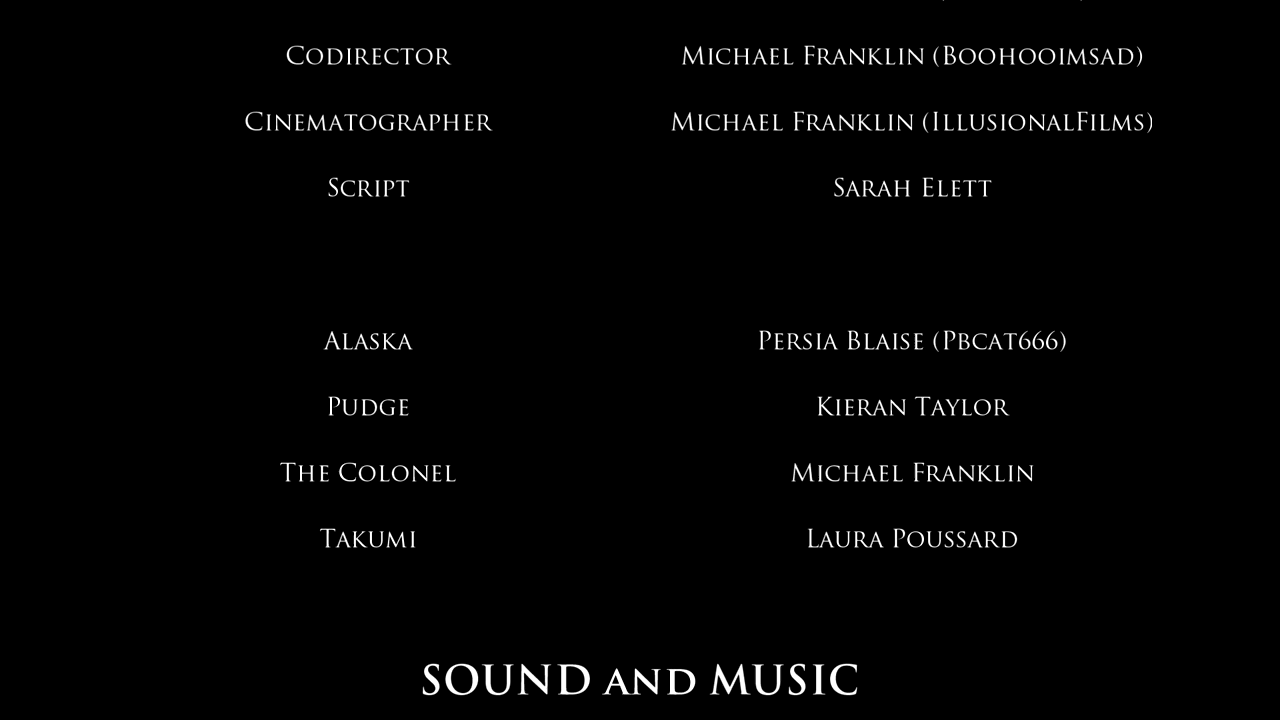 Codirector Michael Franklin (Boohooimsad)
Cinematographer Michael Franklin (IllusionalFilms)
Script Sarah Elett
Alaska Persia Blaise (Pbcat666)
Pudge Kieran Taylor
The Colonel Michael Franklin
Takumi Laura Poussard
SOUND AND MUSIC